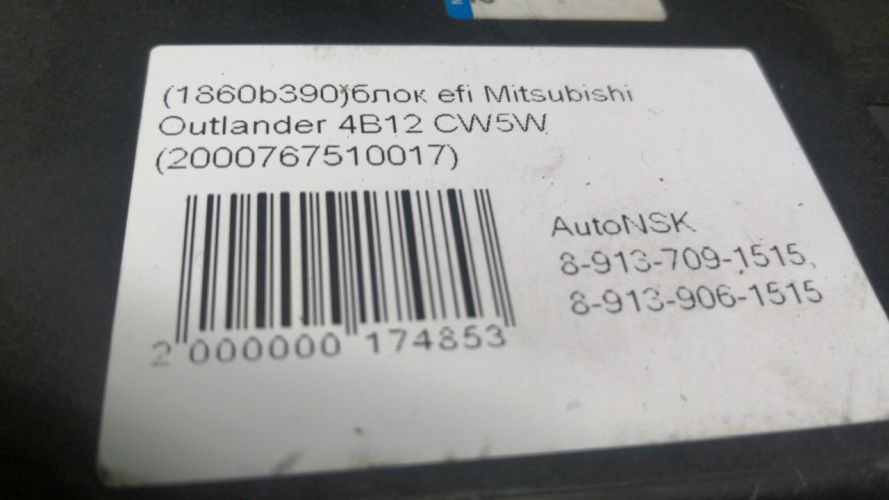 (1860b390)блок efi Mitsubishi
Outlander 4B12 CW5W
(2000767510017)
AutoNSK
8-913-709-1515,
8-913-906-1515
2 000000 174853